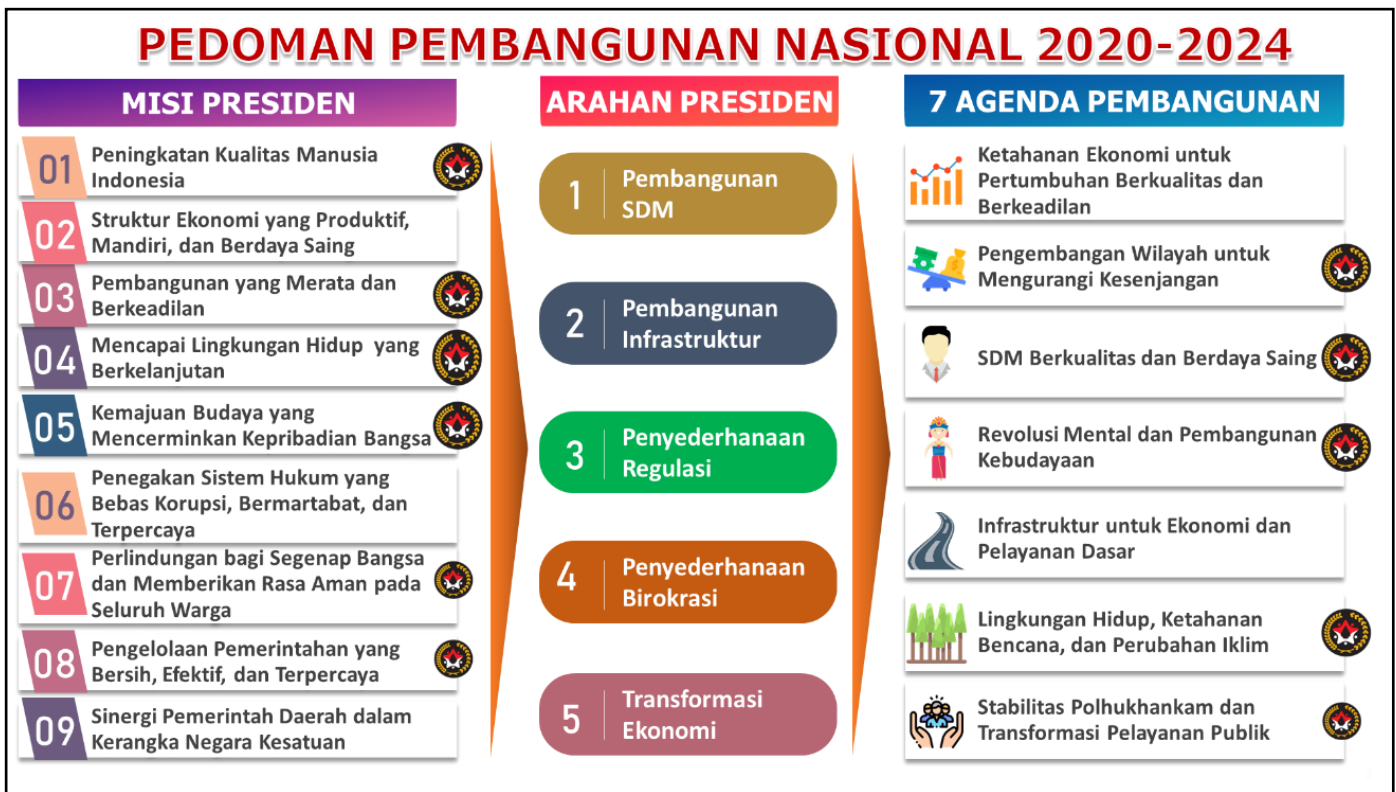 PEDOMAN PEMBANGUNAN NASIONAL 2020-2024
MISI PRESIDEN
01
Peningkatan Kualitas Manusia
Indonesia
02
Struktur Ekonomi yang Produktif,
Mandiri, dan Berdaya Saing
03
Pembangunan yang Merata dan
Berkeadilan
04
Mencapai Lingkungan Hidup yang
Berkelanjutan
05
Kemajuan Budaya yang
Mencerminkan Kepribadian Bangsa
06
Penegakan Sistem Hukum yang
Bebas Korupsi, Bermartabat, dan
Terpercaya
07
Perlindungan bagi Segenap Bangsa
dan Memberikan Rasa Aman pada
Seluruh Warga
08
Pengelolaan Pemerintahan yang
Bersih, Efektif, dan Terpercaya
09
Sinergi Pemerintah Daerah dalam
Kerangka Negara Kesatuan
ARAHAN PRESIDEN
1
Pembangunan
SDM
2
Pembangunan
Infrastruktur
3
Penyederhanaan
Regulasi
4
Penyederhanaan
Birokrasi
5
Transformasi
Ekonomi
7 AGENDA PEMBANGUNAN
Ketahanan Ekonomi untuk
Pertumbuhan Berkualitas dan
Berkeadilan
Pengembangan Wilayah untuk
Mengurangi Kesenjangan
SDM Berkualitas dan Berdaya Saing
Revolusi Mental dan Pembangunan
Kebudayaan
Infrastruktur untuk Ekonomi dan
Pelayanan Dasar
Lingkungan Hidup, Ketahanan
Bencana, dan Perubahan Iklim
Stabilitas Polhukhankam dan
Transformasi Pelayanan Publik